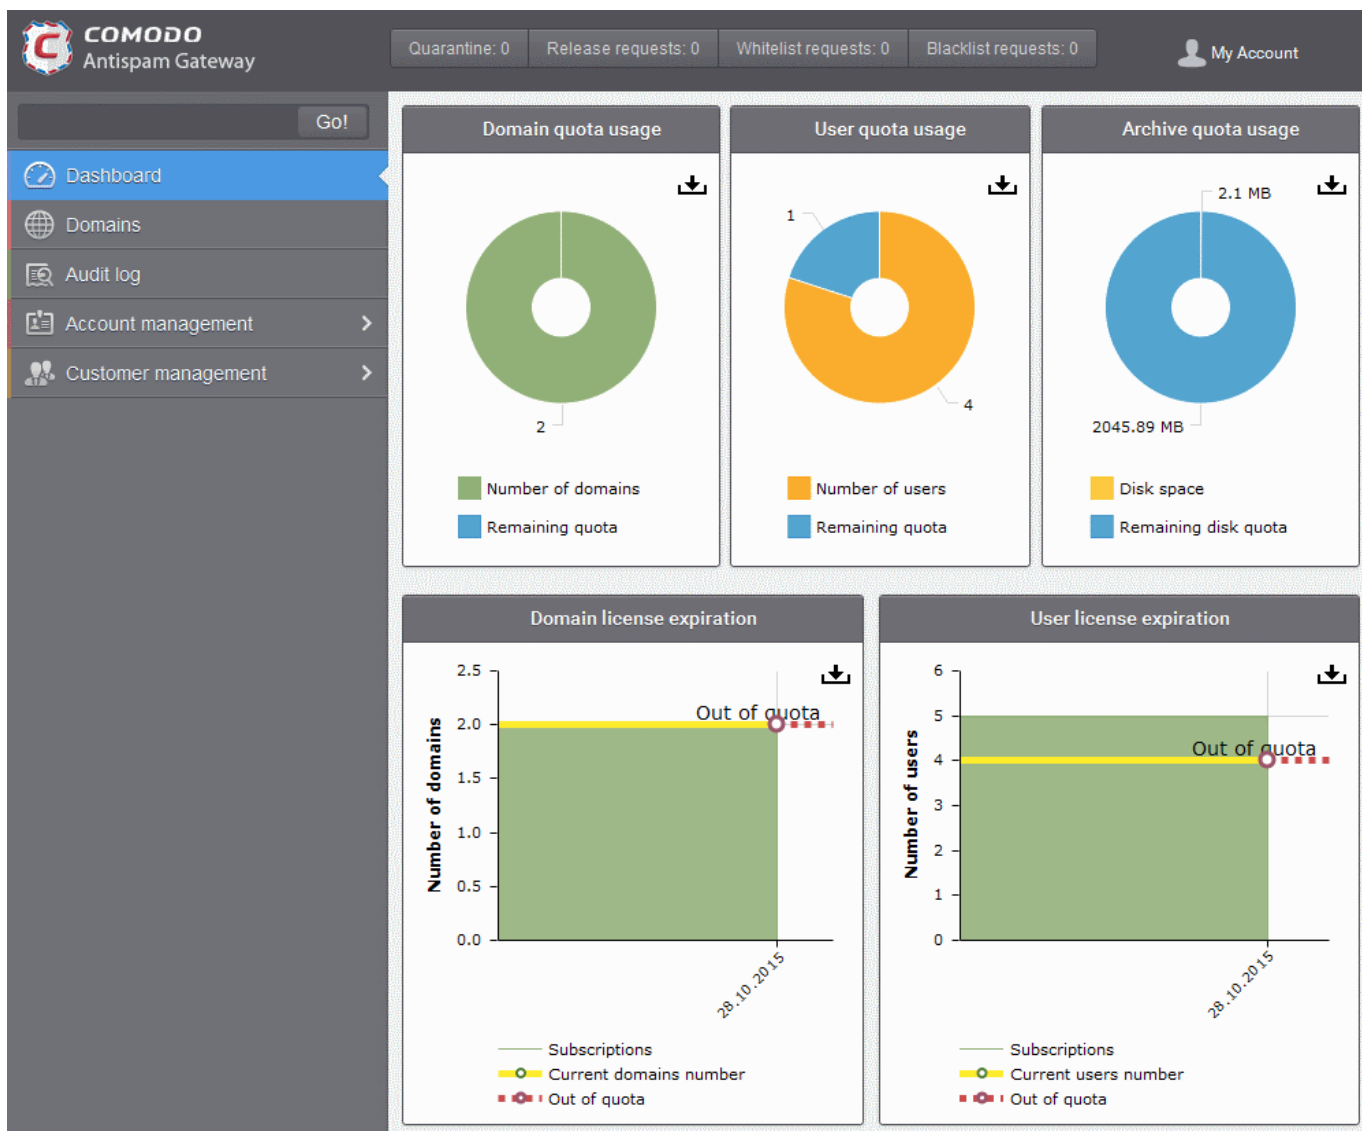 COMODO
Antispam Gateway
Quarantine: 0
Release requests: 0
Whitelist requests: 0
Blacklist requests: 0
My Account
Go!
Dashboard
Domains
Audit log
Account management
Customer management
Domain quota usage
2
Number of domains
Remaining quota
User quota usage
1
4
Number of users
Remaining quota
Archive quota usage
2.1 MB
2045.89 MB
Disk space
Remaining disk quota
Domain license expiration
Number of domains
2.5
2.0
1.5
1.0
0.5
0.0
Out of quota
28.10.2015
Subscriptions
Current domains number
Out of quota
User license expiration
Number of users
6
5
4
3
2
1
0
Out of quota
28.10.2015
Subscriptions
Current users number
Out of quota